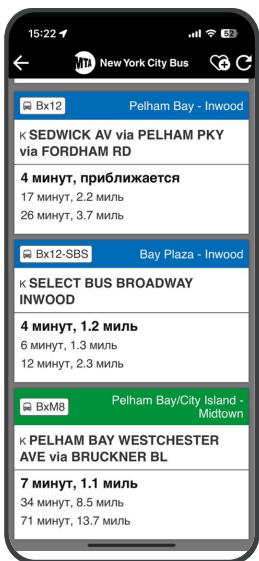 15:22 52
MTA New York City Bus
Bx12 Pelham Bay - Inwood
к SEDWICK AV via PELHAM PKY
via FORDHAM RD
4 минут, приближается
17 минут, 2.2 миль
26 минут, 3.7 миль
Bx12-SBS Bay Plaza - Inwood
к SELECT BUS BROADWAY
INWOOD
4 минут, 1.2 миль
6 минут, 1.3 миль
12 минут, 2.3 миль
BxM8 Pelham Bay/City Island -
Midtown
к PELHAM BAY WESTCHESTER
AVE via BRUCKNER BL
7 минут, 1.1 миль
34 минут, 8.5 миль
71 минут, 13.7 миль